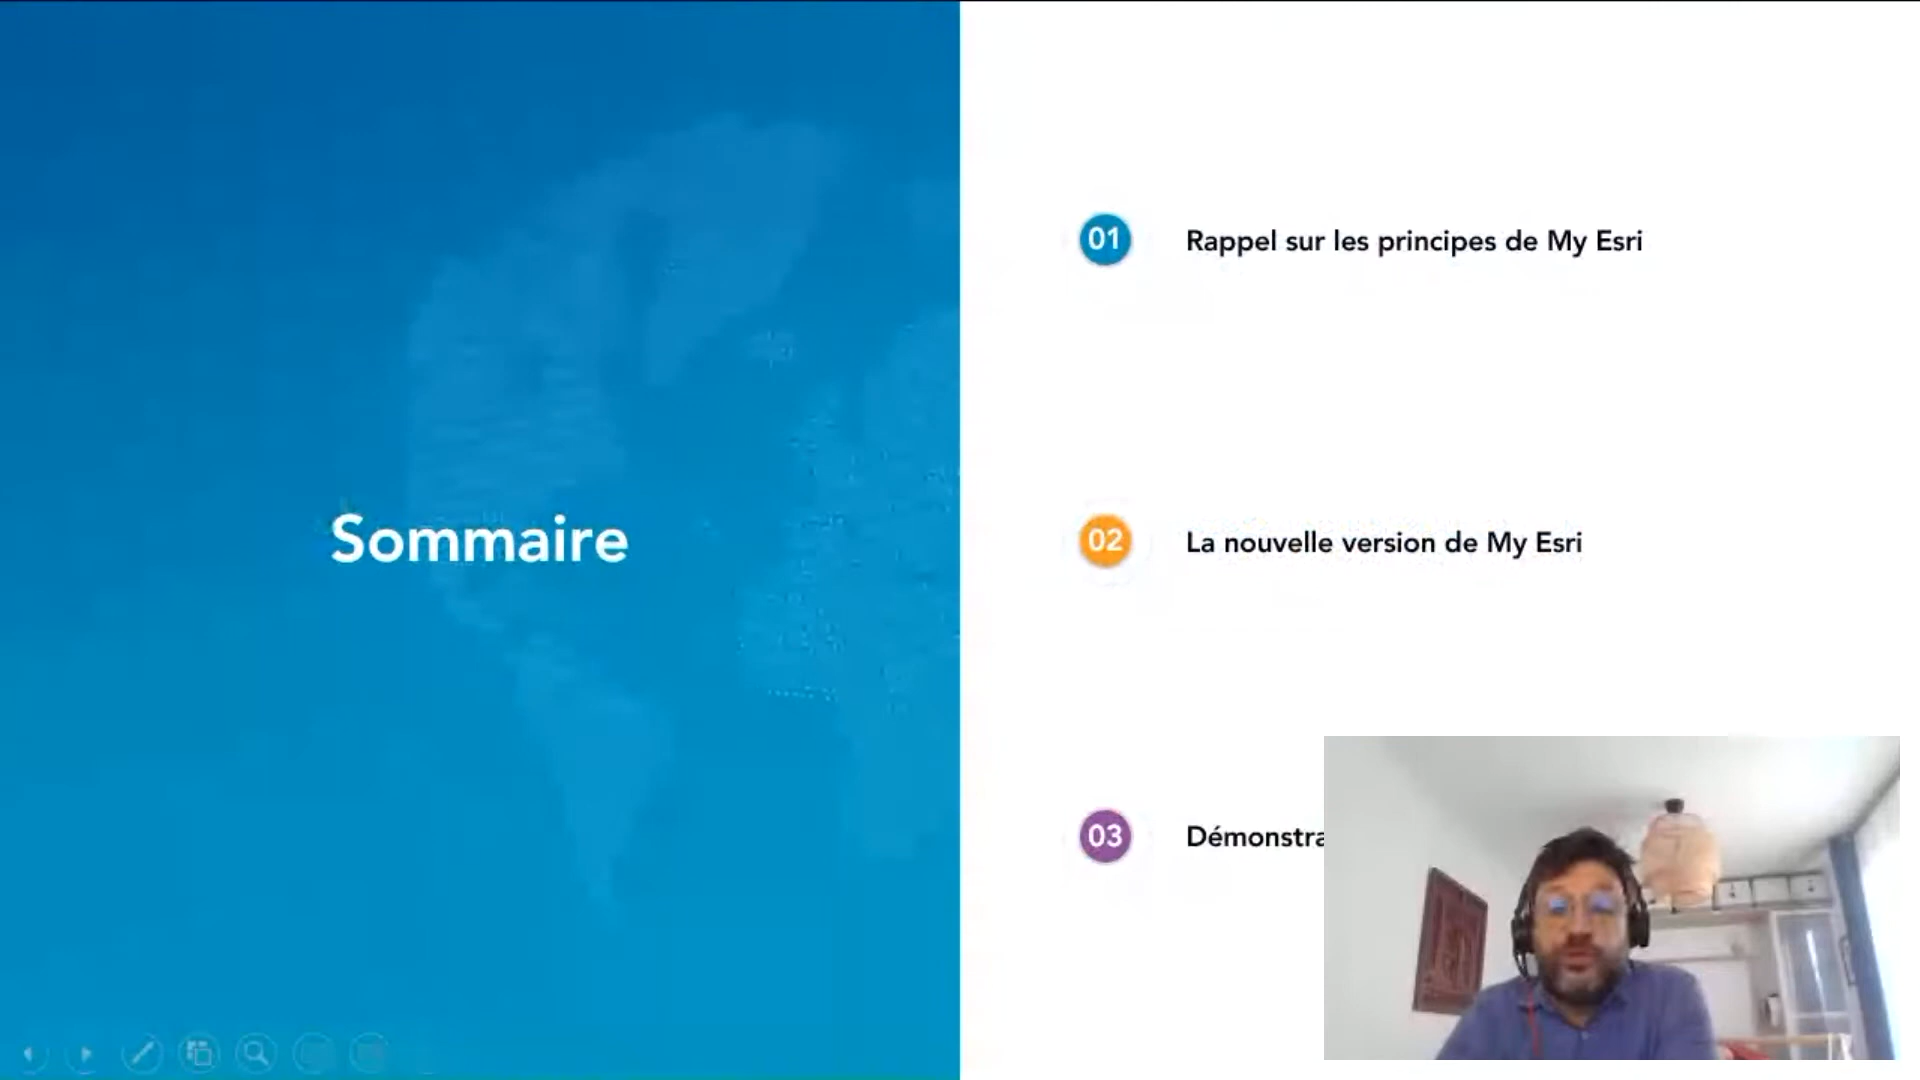 Sommaire
01 Rappel sur les principes de My Esri
02 La nouvelle version de My Esri
03 Démonstra